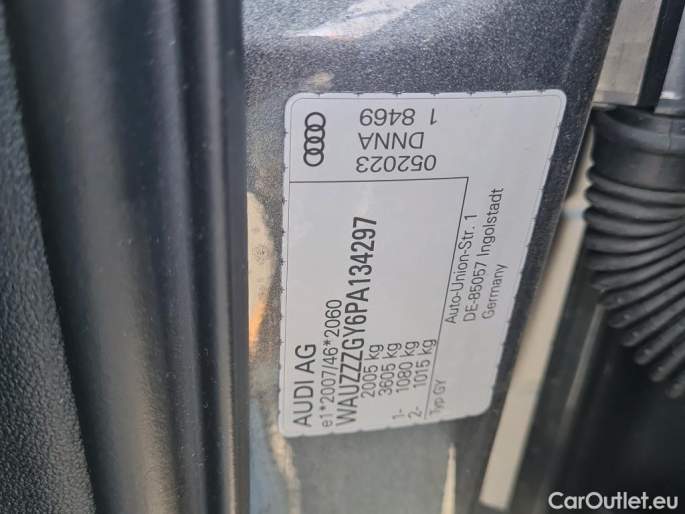 AUDI AG
e1*2007/46*2060
WAUZZZGY6PA134297
2005 kg
3605 kg
1- 1080 kg
2- 1015 kg
Typ GY
Auto-Union-Str. 1
DE-85057 Ingolstadt
Germany
052023
DNNA
1 8469
CarOutlet.eu